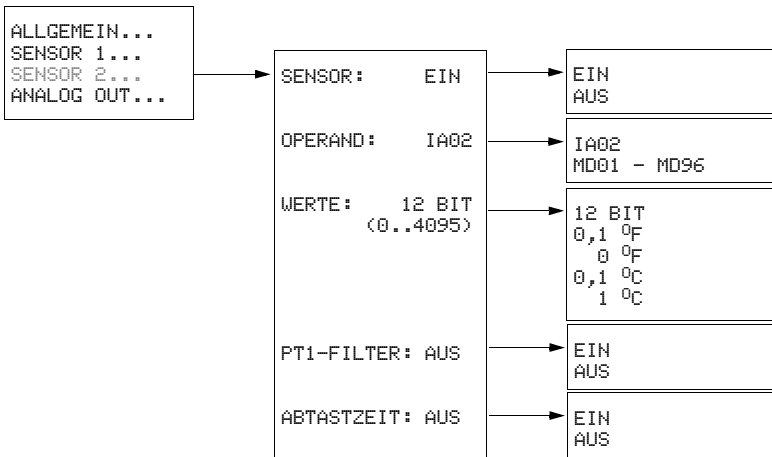 ALLGEMEIN...
SENSOR 1...
SENSOR 2...
ANALOG OUT...
SENSOR: EIN
EIN
AUS
OPERAND: IA02
IA02
MD01 - MD96
WERTE: 12 BIT
(0..4095)
12 BIT
0,1 °F
0 °F
0,1 °C
1 °C
PT1-FILTER: AUS
EIN
AUS
ABTASTZEIT: AUS
EIN
AUS